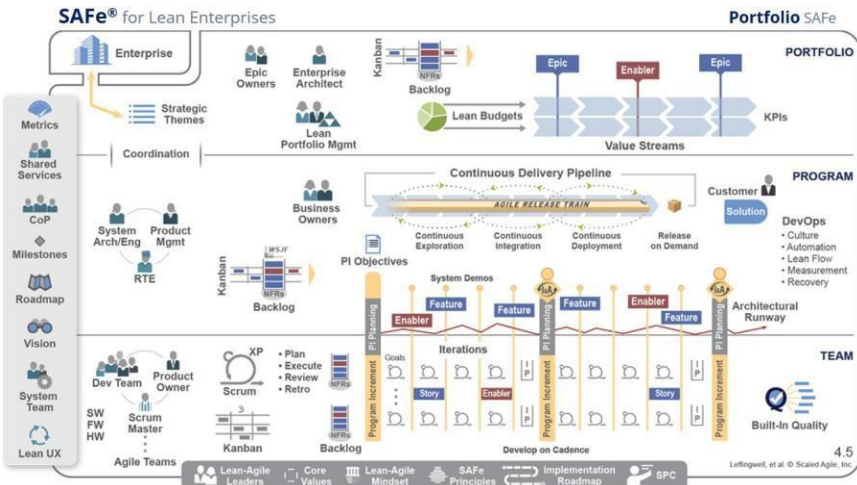 SAFe® for Lean Enterprises
Portfolio SAFe
Enterprise
Strategic
Themes
Coordination
Epic
Owners
Enterprise
Architect
Lean
Portfolio Mgmt
Kanban
NFRs
Backlog
Lean Budgets
Epic
Enabler
Epic
KPIs
Value Streams
PORTFOLIO
Metrics
Shared
Services
CoP
Milestones
Roadmap
Vision
System
Team
Lean UX
System
Arch/Eng
Product
Mgmt
RTE
Business
Owners
Kanban
WSJF
NFRs
Backlog
Continuous Delivery Pipeline
AGILE RELEASE TRAIN
Continuous
Exploration
Continuous
Integration
Continuous
Deployment
Release
on Demand
Customer
Solution
PROGRAM
DevOps
• Culture
• Automation
• Lean Flow
• Measurement
• Recovery
PI Objectives
System Demos
PI Planning
Enabler
Feature
Feature
I&A
PI Planning
Feature
Enabler
Feature
I&A
PI Planning
Architectural
Runway
Dev Team
Product
Owner
SW
FW
HW
Scrum
Master
Agile Teams
XP
Scrum
• Plan
• Execute
• Review
• Retro
3
Kanban
NFRs
NFRs
Backlog
Iterations
Program Increment
Goals
Story
Enabler
I
P
I
P
Program Increment
Story
I
P
I
P
Program Increment
Develop on Cadence
TEAM
Built-In Quality
4.5
Leffingwell, et al. © Scaled Agile, Inc.
Lean-Agile
Leaders
Core
Values
Lean-Agile
Mindset
SAFe
Principles
Implementation
Roadmap
SPC